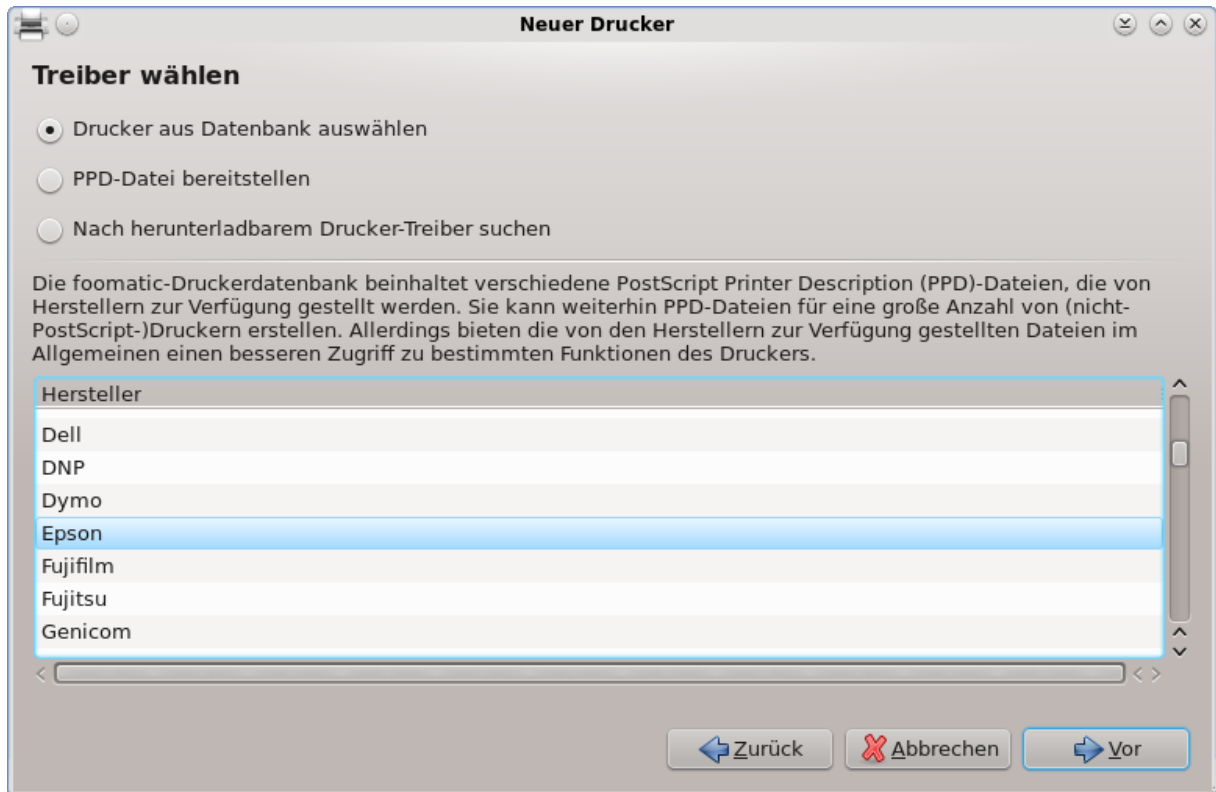 Neuer Drucker
Treiber wählen
Drucker aus Datenbank auswählen
PPD-Datei bereitstellen
Nach herunterladbarem Drucker-Treiber suchen
Die foomatic-Druckerdatenbank beinhaltet verschiedene PostScript Printer Description (PPD)-Dateien, die von
Herstellern zur Verfügung gestellt werden. Sie kann weiterhin PPD-Dateien für eine große Anzahl von (nicht-
PostScript-)Druckern erstellen. Allerdings bieten die von den Herstellern zur Verfügung gestellten Dateien im
Allgemeinen einen besseren Zugriff zu bestimmten Funktionen des Druckers.
Hersteller
Dell
DNP
Dymo
Epson
Fujifilm
Fujitsu
Genicom
Zurück
Abbrechen
Vor